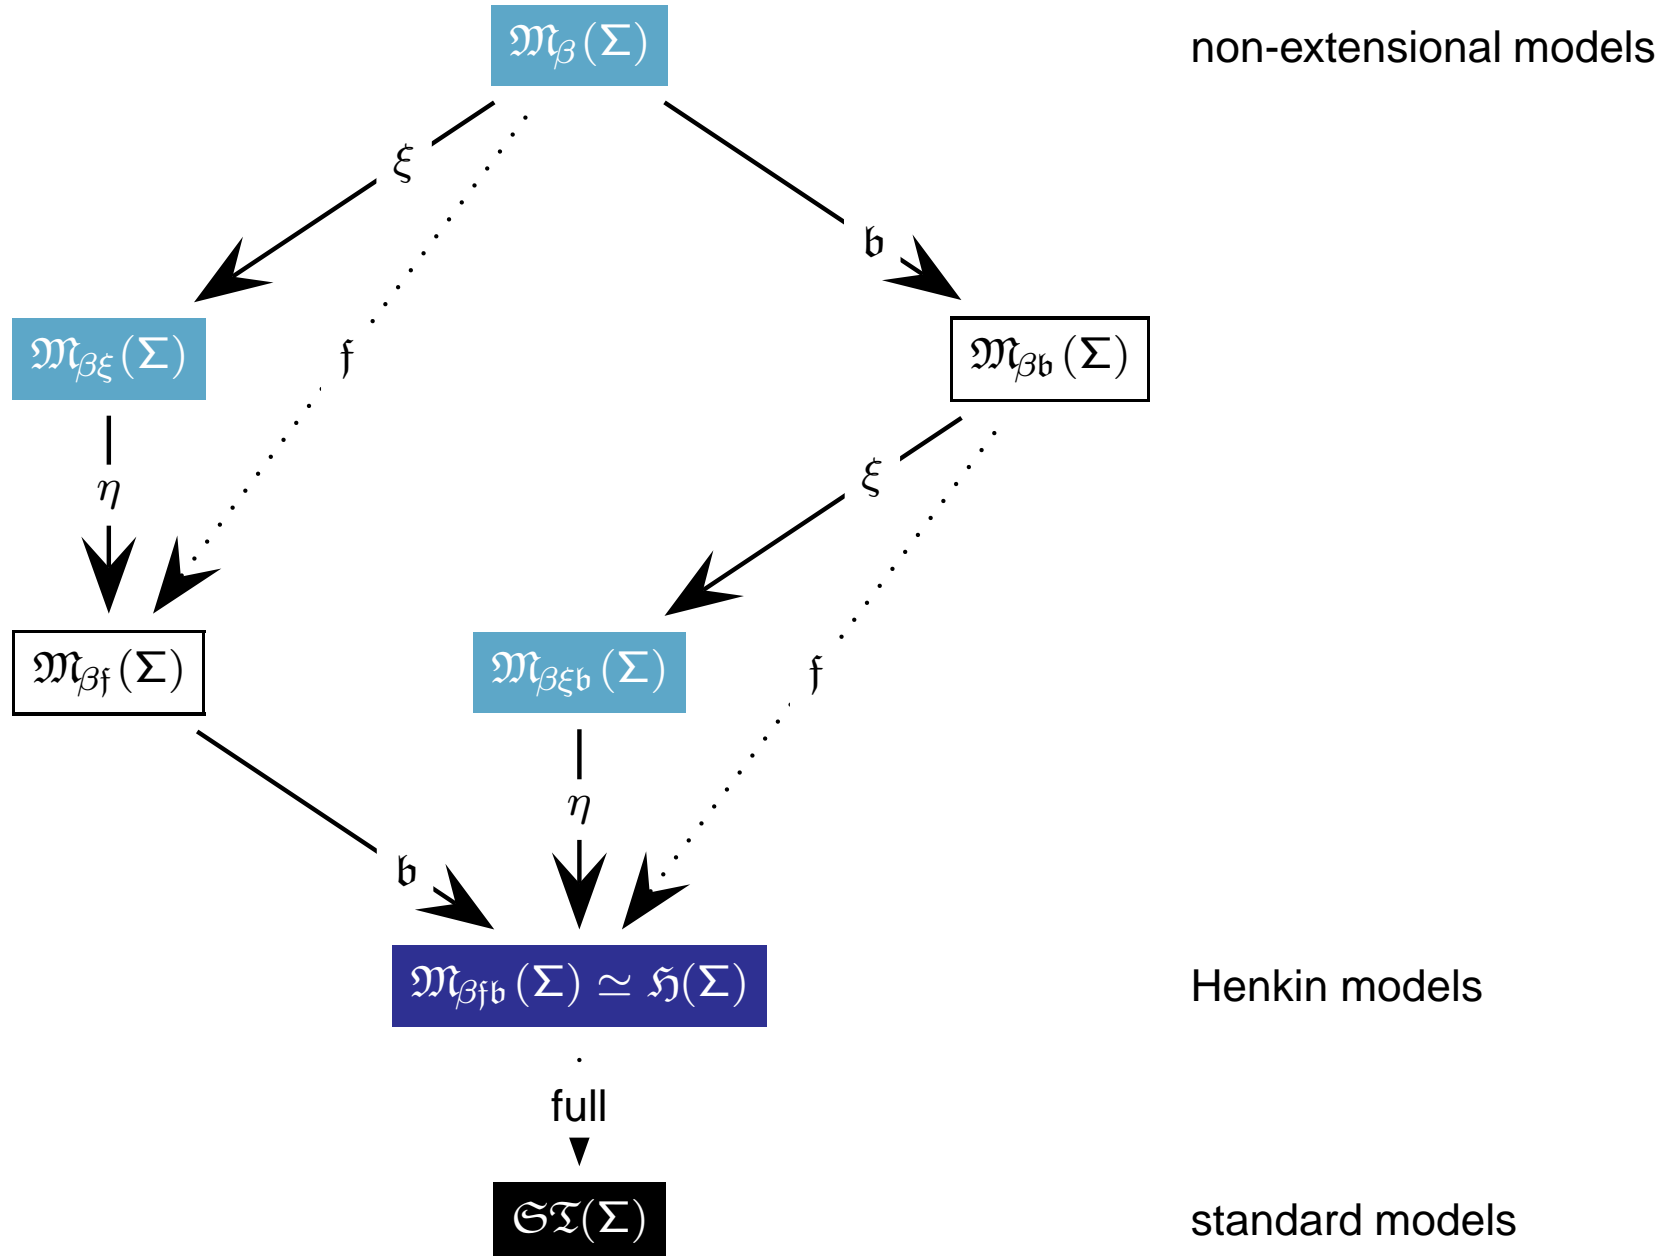 𝔐β(Σ) non-extensional models
ξ
𝔟
𝔐βξ(Σ)
𝔣
𝔐β𝔟(Σ)
ξ
η
𝔐β𝔣(Σ)
𝔐βξ𝔟(Σ)
𝔣
η
𝔟
𝔐β𝔣𝔟(Σ) ≃ ℌ(Σ) Henkin models
full
𝔖𝔗(Σ) standard models